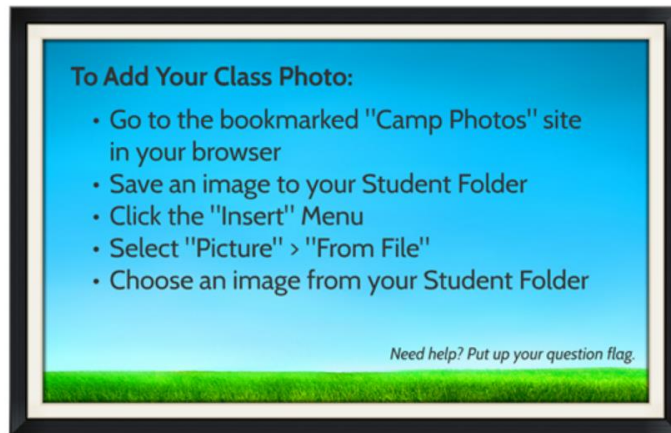 To Add Your Class Photo:
• Go to the bookmarked "Camp Photos" site
in your browser
• Save an image to your Student Folder
• Click the "Insert" Menu
• Select "Picture" > "From File"
• Choose an image from your Student Folder
Need help? Put up your question flag.